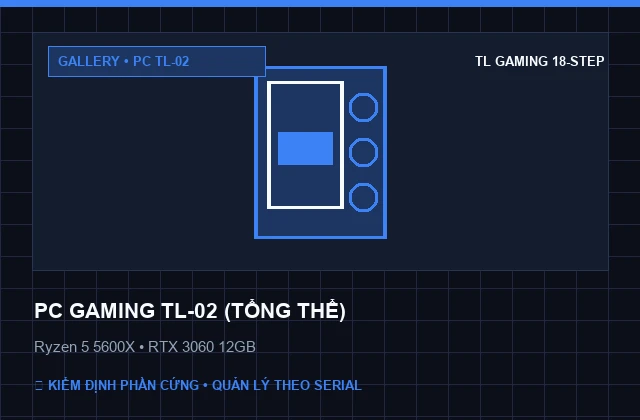 GALLERY • PC TL-02
TL GAMING 18-STEP
PC GAMING TL-02 (TỔNG THỂ)
Ryzen 5 5600X • RTX 3060 12GB
KIỂM ĐỊNH PHẦN CỨNG • QUẢN LÝ THEO SERIAL